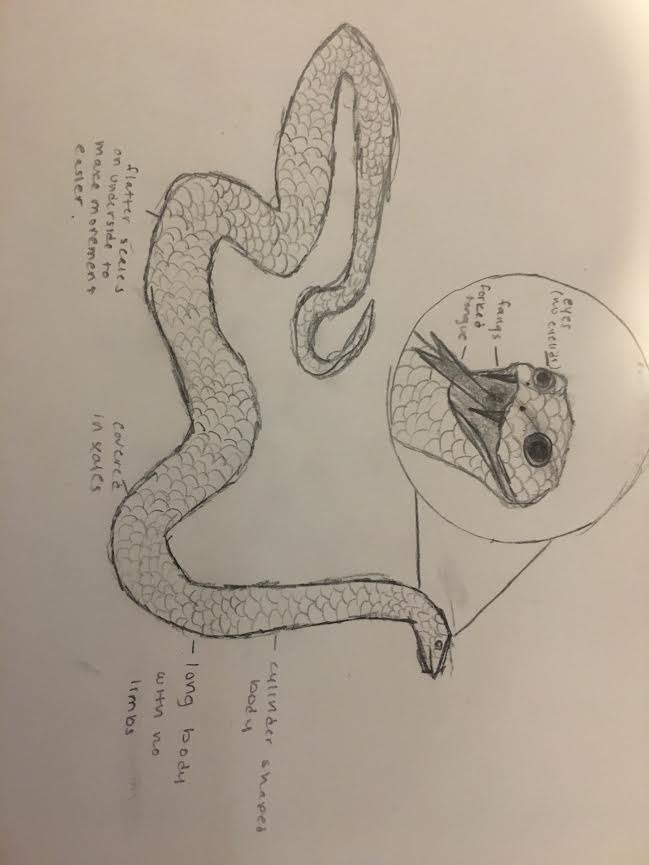 eyes
(no eyelids)
fangs
forked
tongue
flatter scales
on underside to
make movement
easier.
covered
in scales
cylinder shaped
body
long body
with no
limbs